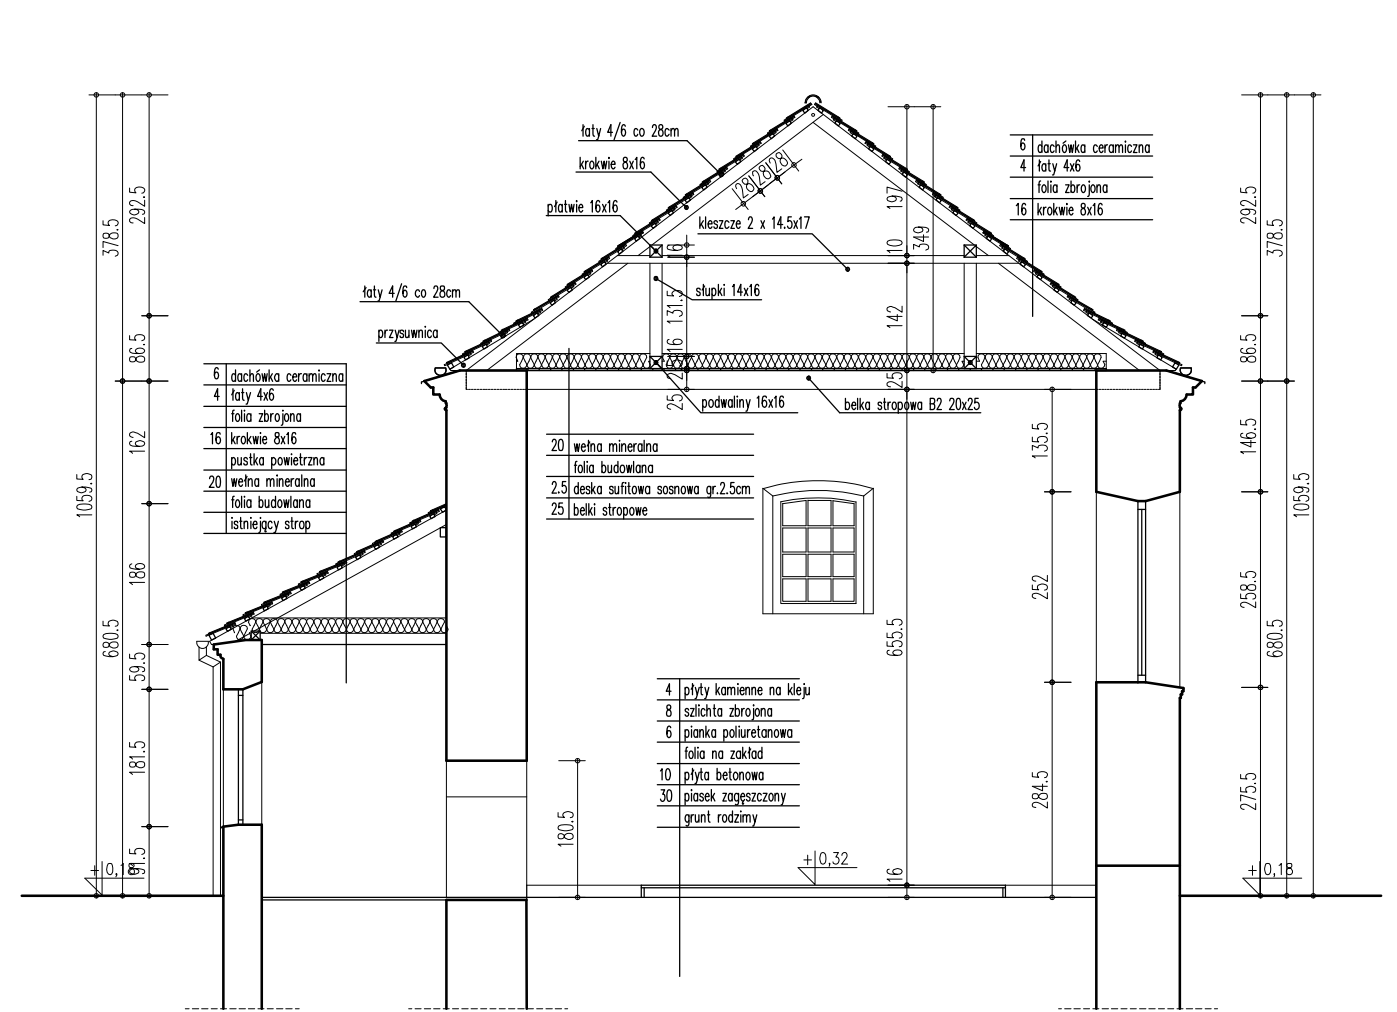 łaty 4/6 co 28cm
krokwie 8x16
płatwie 16x16
28
28
28
kleszcze 2 x 14.5x17
197
10
349
16
słupki 14x16
131.5
142
16
25
25
6 dachówka ceramiczna
4 łaty 4x6
folia zbrojona
16 krokwie 8x16
292.5
378.5
86.5
292.5
378.5
86.5
łaty 4/6 co 28cm
przysuwnica
podwaliny 16x16
belka stropowa B2 20x25
6 dachówka ceramiczna
4 łaty 4x6
folia zbrojona
16 krokwie 8x16
pustka powietrzna
20 wełna mineralna
folia budowlana
istniejący strop
20 wełna mineralna
folia budowlana
2.5 deska sufitowa sosnowa gr.2.5cm
25 belki stropowe
162
1059.5
186
680.5
59.5
181.5
91.5
135.5
252
284.5
655.5
146.5
1059.5
258.5
680.5
275.5
4 płyty kamienne na kleju
8 szlichta zbrojona
6 pianka poliuretanowa
folia na zakład
10 płyta betonowa
30 piasek zagęszczony
grunt rodzimy
180.5
16
+0,18
+0,32
+0,18